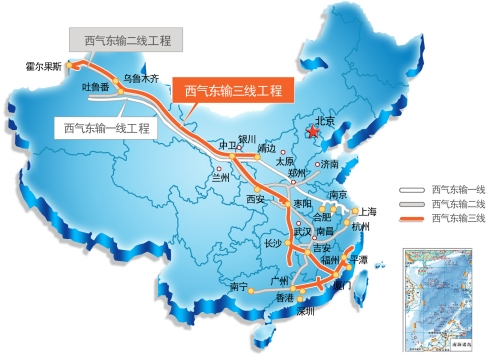 西气东输二线工程
霍尔果斯
乌鲁木齐
吐鲁番
西气东输三线工程
西气东输一线工程
北京
银川
中卫
靖边
太原
济南
兰州
郑州
西安
南京
枣阳
上海
合肥
杭州
武汉
南昌
长沙
吉安
福州
平潭
广州
厦门
南宁
香港
深圳
西气东输一线
西气东输二线
西气东输三线
南海诸岛